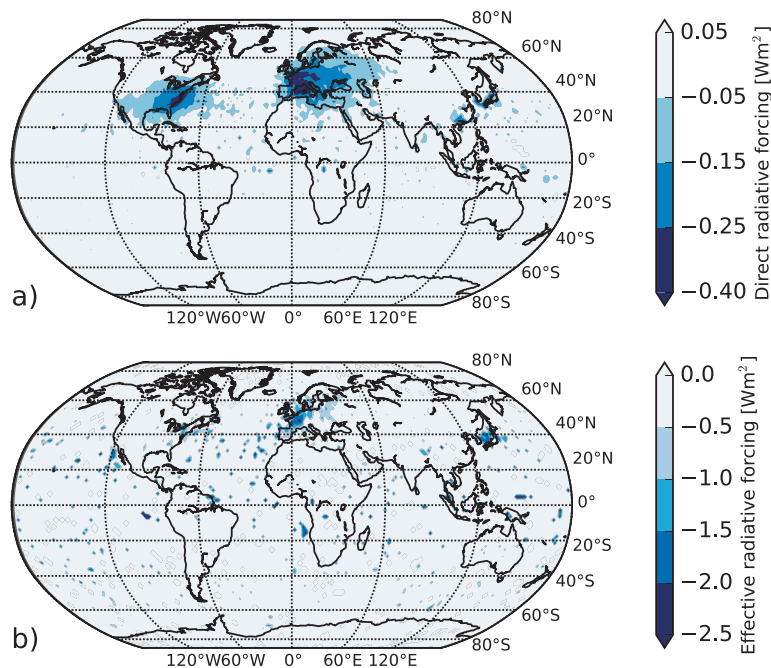 80°N
60°N
40°N
20°N
0°
20°S
40°S
60°S
80°S
a)
120°W 60°W 0° 60°E 120°E
0.05
−0.05
−0.15
−0.25
−0.40
Direct radiative forcing [Wm²]
80°N
60°N
40°N
20°N
0°
20°S
40°S
60°S
80°S
b)
120°W 60°W 0° 60°E 120°E
0.0
−0.5
−1.0
−1.5
−2.0
−2.5
Effective radiative forcing [Wm²]